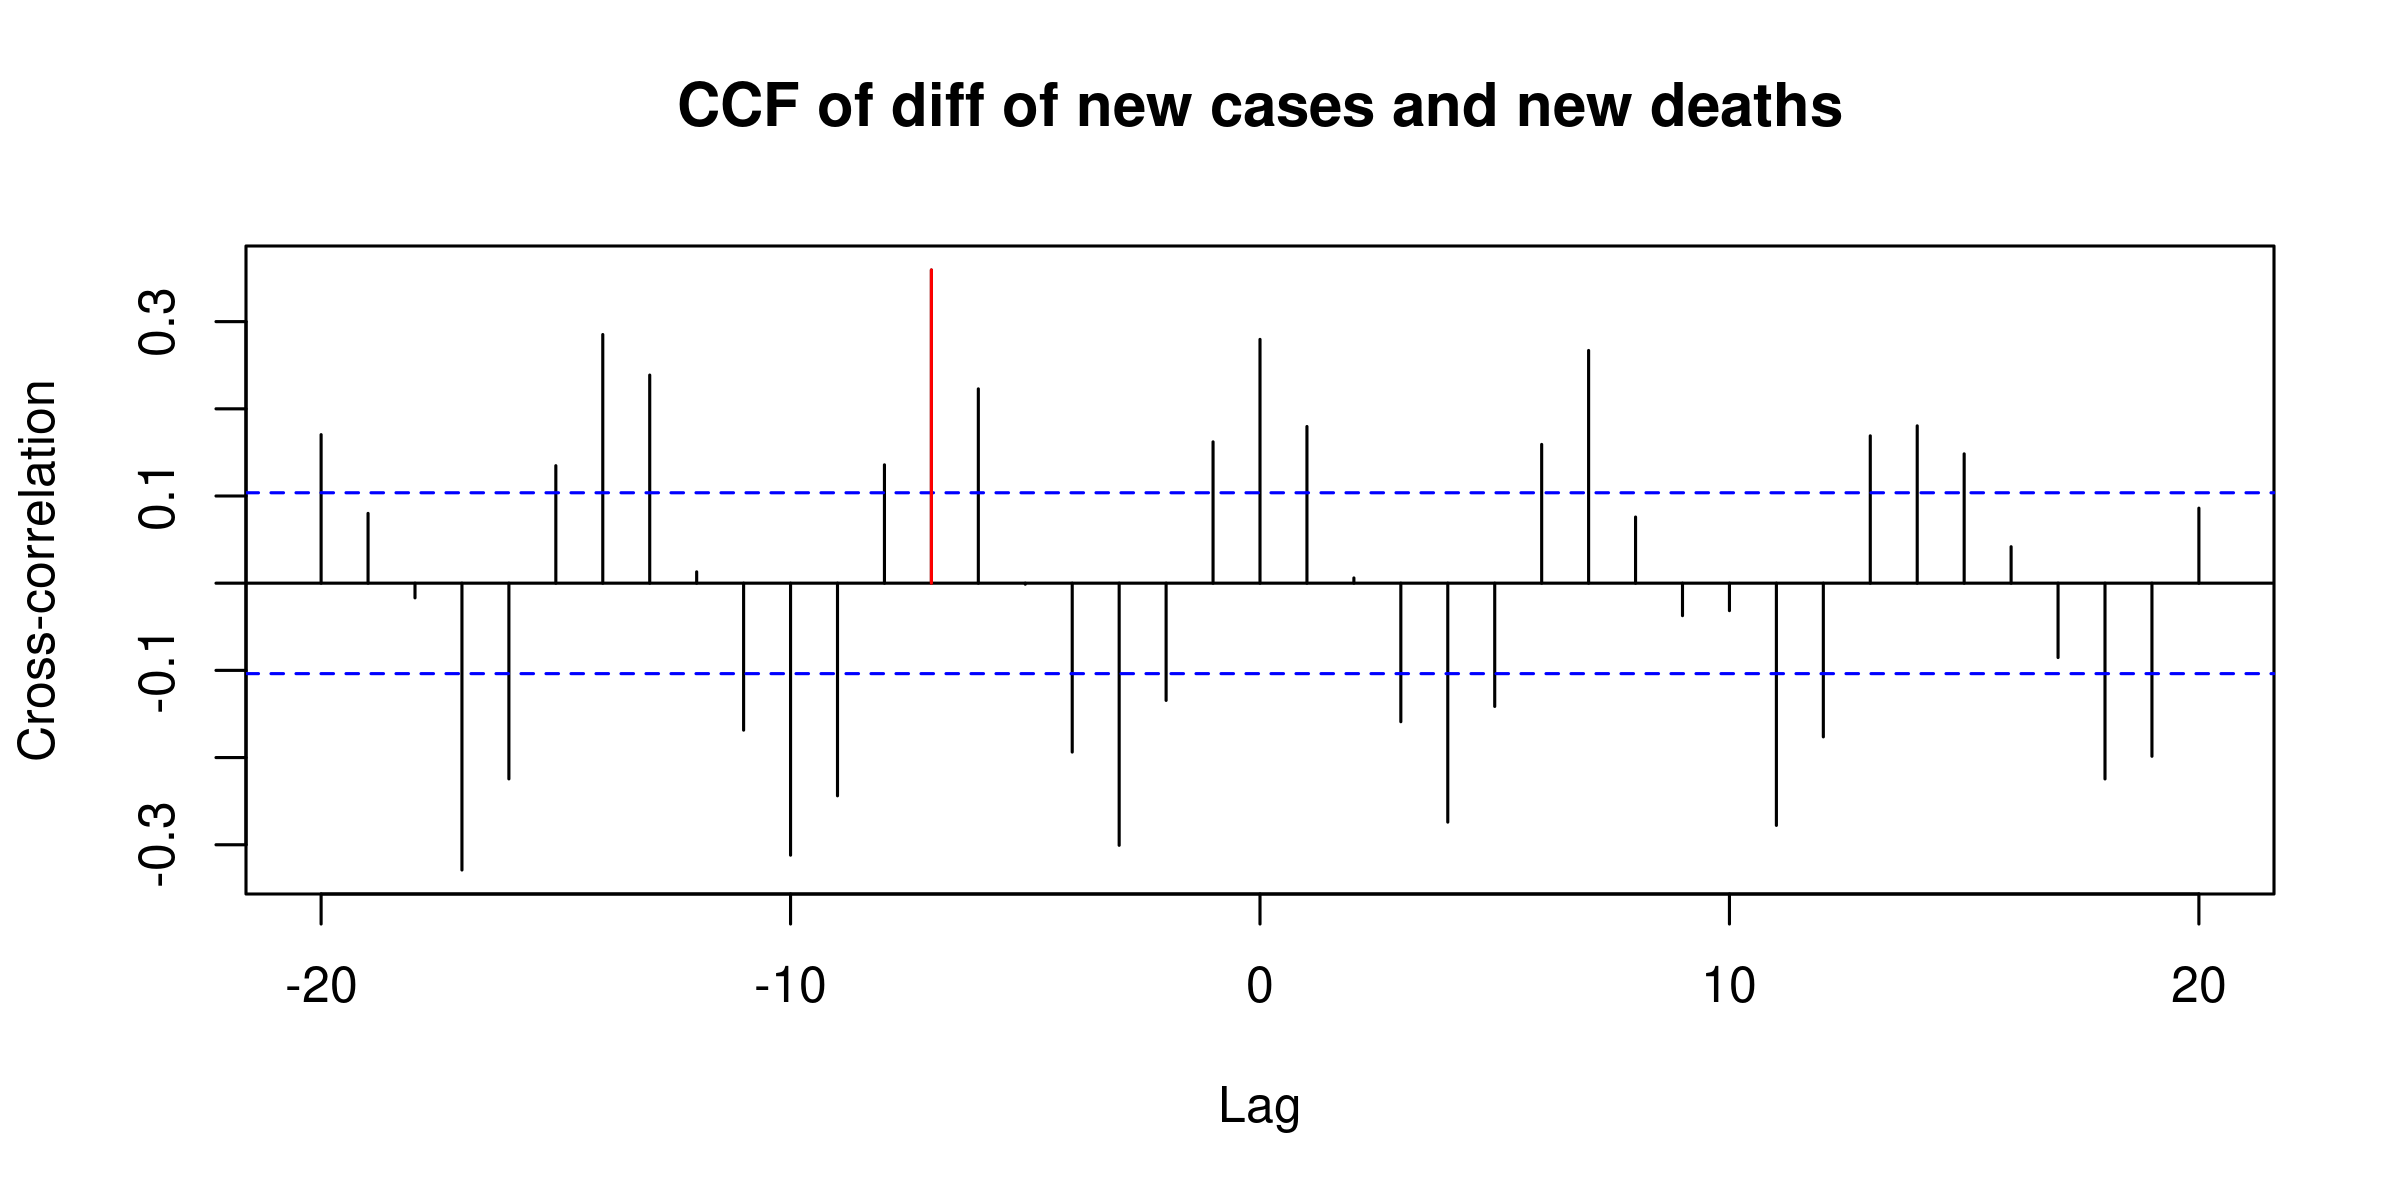 CCF of diff of new cases and new deaths
Cross-correlation
0.3
0.1
-0.1
-0.3
-20 -10 0 10 20
Lag